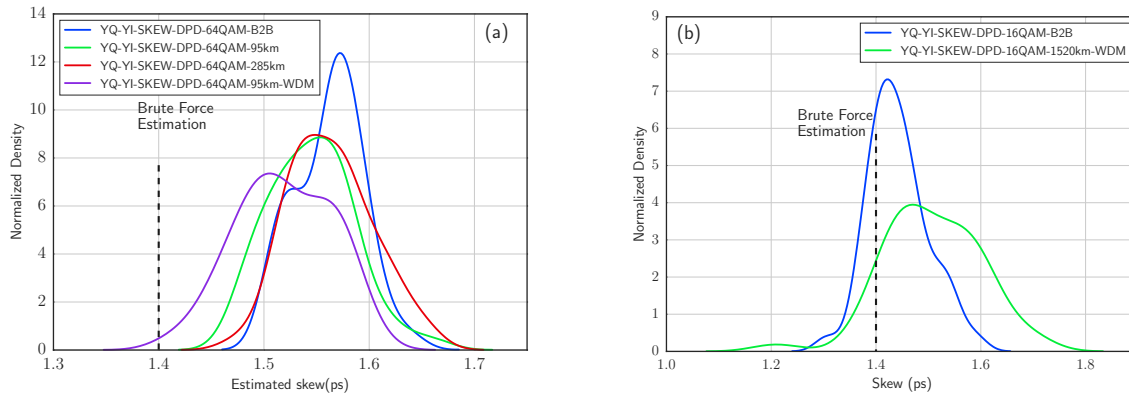 (a)
YQ-YI-SKEW-DPD-64QAM-B2B
YQ-YI-SKEW-DPD-64QAM-95km
YQ-YI-SKEW-DPD-64QAM-285km
YQ-YI-SKEW-DPD-64QAM-95km-WDM
Brute Force
Estimation
Normalized Density
14
12
10
8
6
4
2
0
1.3
1.4
1.5
1.6
1.7
Estimated skew(ps)
(b)
YQ-YI-SKEW-DPD-16QAM-B2B
YQ-YI-SKEW-DPD-16QAM-1520km-WDM
Brute Force
Estimation
Normalized Density
9
8
7
6
5
4
3
2
1
0
1.0
1.2
1.4
1.6
1.8
Skew (ps)